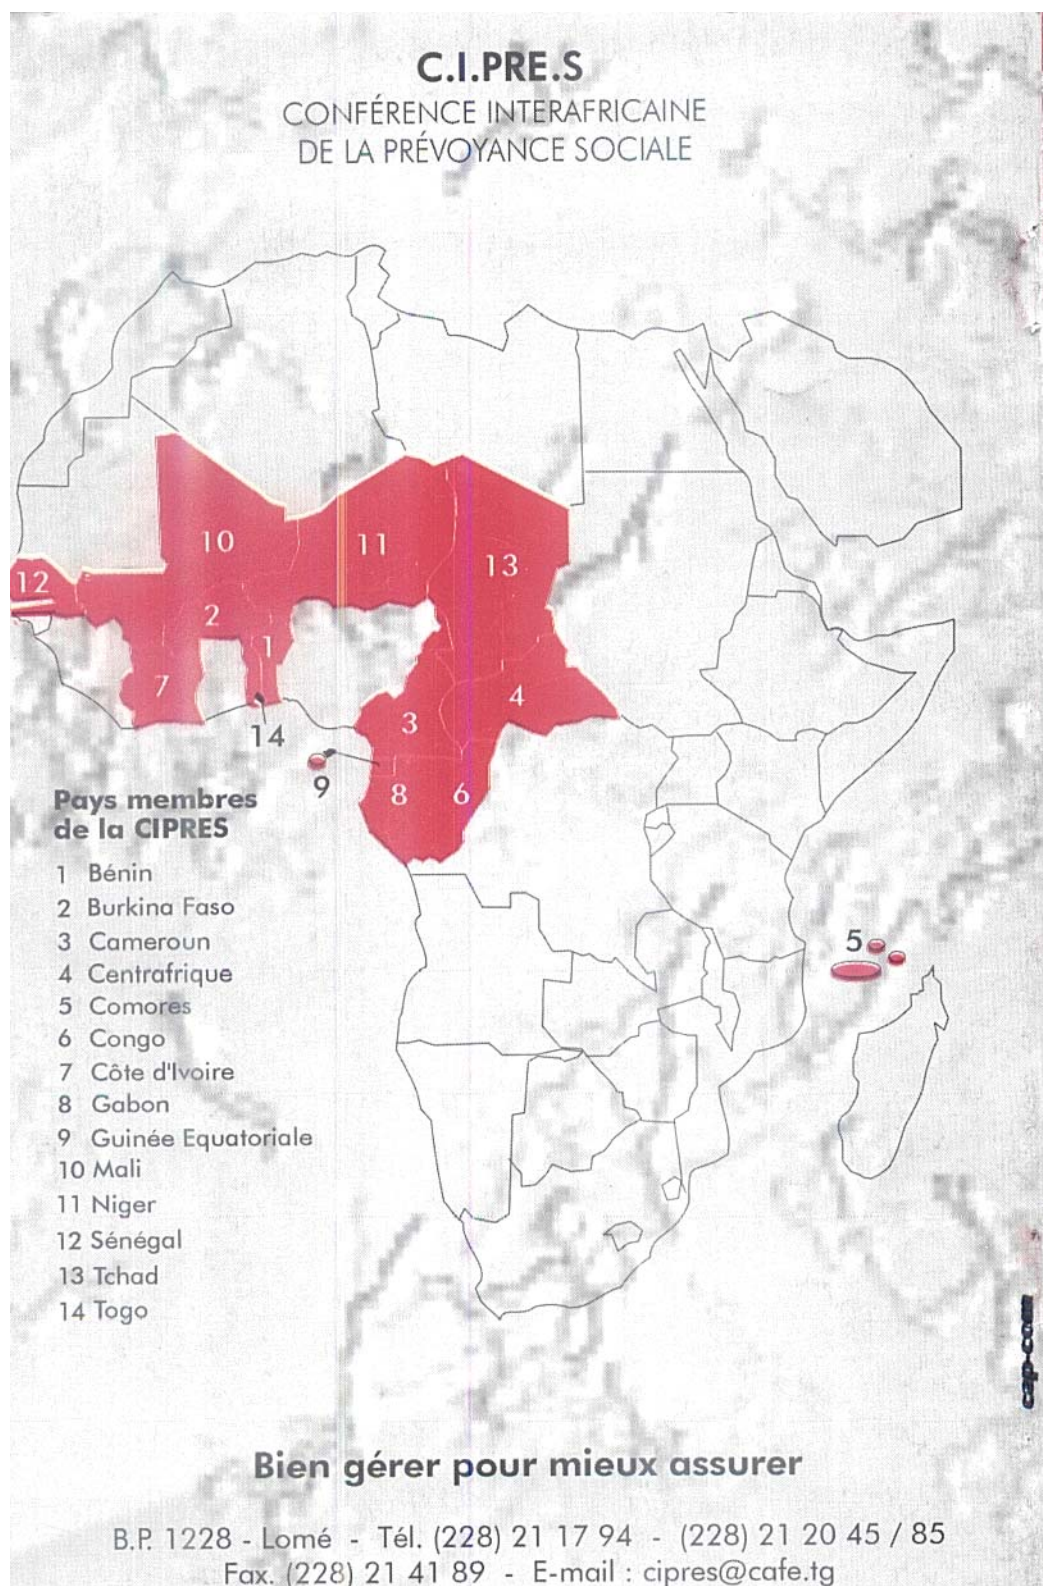 C.I.PRE.S
CONFÉRENCE INTERAFRICAINE
DE LA PRÉVOYANCE SOCIALE
10
11
13
12
2
1
7
4
3
14
9
8
6
5
Pays membres
de la CIPRES
1 Bénin
2 Burkina Faso
3 Cameroun
4 Centrafrique
5 Comores
6 Congo
7 Côte d'Ivoire
8 Gabon
9 Guinée Equatoriale
10 Mali
11 Niger
12 Sénégal
13 Tchad
14 Togo
cap-com
Bien gérer pour mieux assurer
B.P. 1228 - Lomé - Tél. (228) 21 17 94 - (228) 21 20 45 / 85
Fax. (228) 21 41 89 - E-mail : cipres@cafe.tg